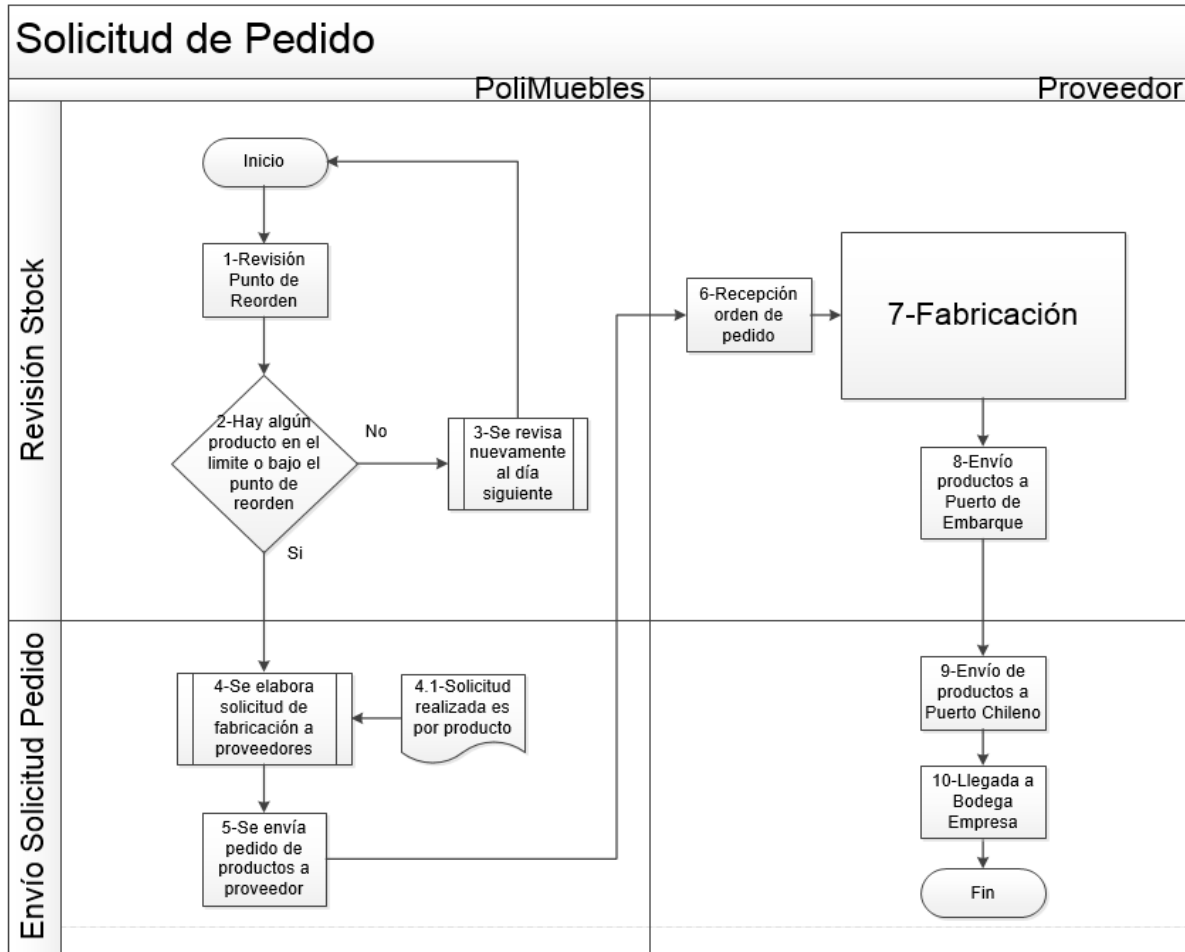 Solicitud de Pedido
PoliMuebles
Proveedor
Revisión Stock
Inicio
1-Revisión
Punto de
Reorden
2-Hay algún
producto en el
limite o bajo el
punto de
reorden
No
3-Se revisa
nuevamente
al día
siguiente
Si
6-Recepción
orden de
pedido
7-Fabricación
8-Envío
productos a
Puerto de
Embarque
Envío Solicitud Pedido
4-Se elabora
solicitud de
fabricación a
proveedores
4.1-Solicitud
realizada es
por producto
5-Se envía
pedido de
productos a
proveedor
9-Envío de
productos a
Puerto Chileno
10-Llegada a
Bodega
Empresa
Fin